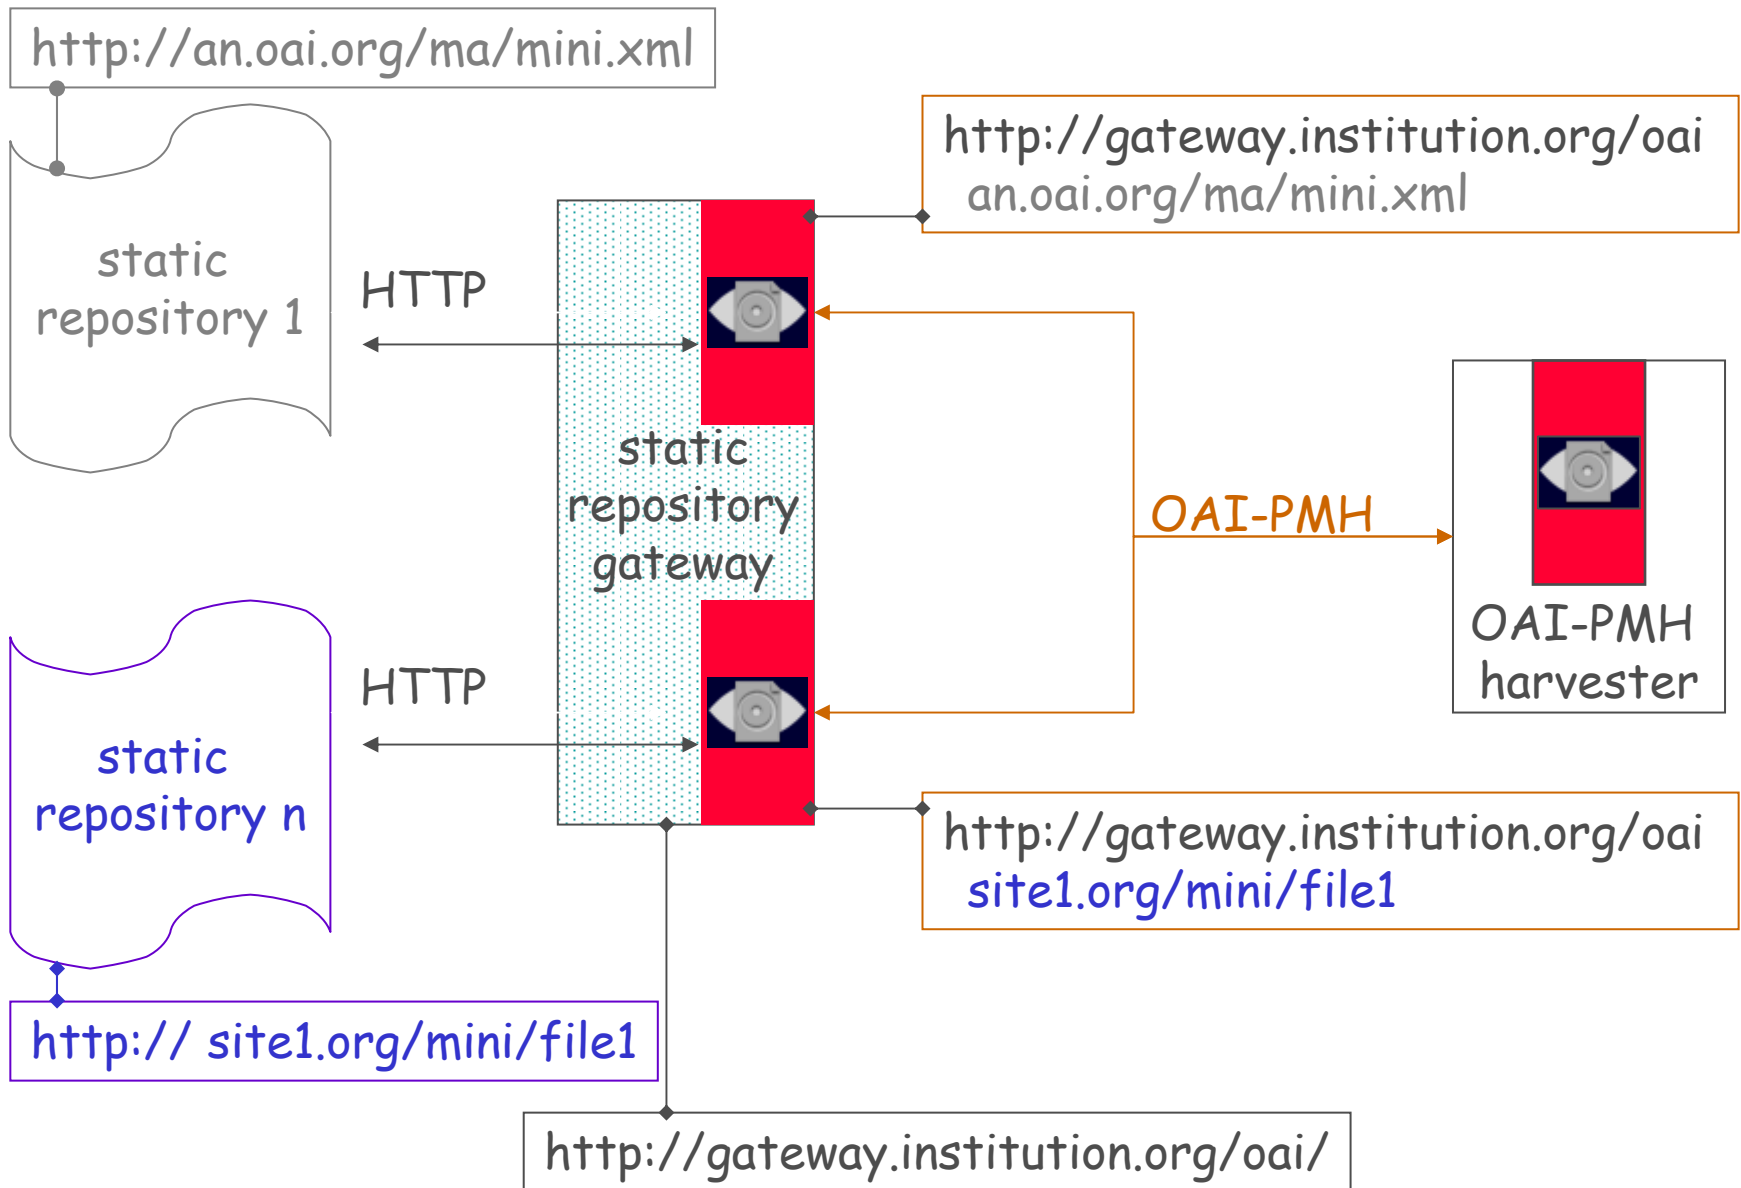 http://an.oai.org/ma/mini.xml
http://gateway.institution.org/oai
an.oai.org/ma/mini.xml
static
repository 1
HTTP
static
repository
gateway
OAI-PMH
OAI-PMH
harvester
HTTP
static
repository n
http://gateway.institution.org/oai
site1.org/mini/file1
http:// site1.org/mini/file1
http://gateway.institution.org/oai/